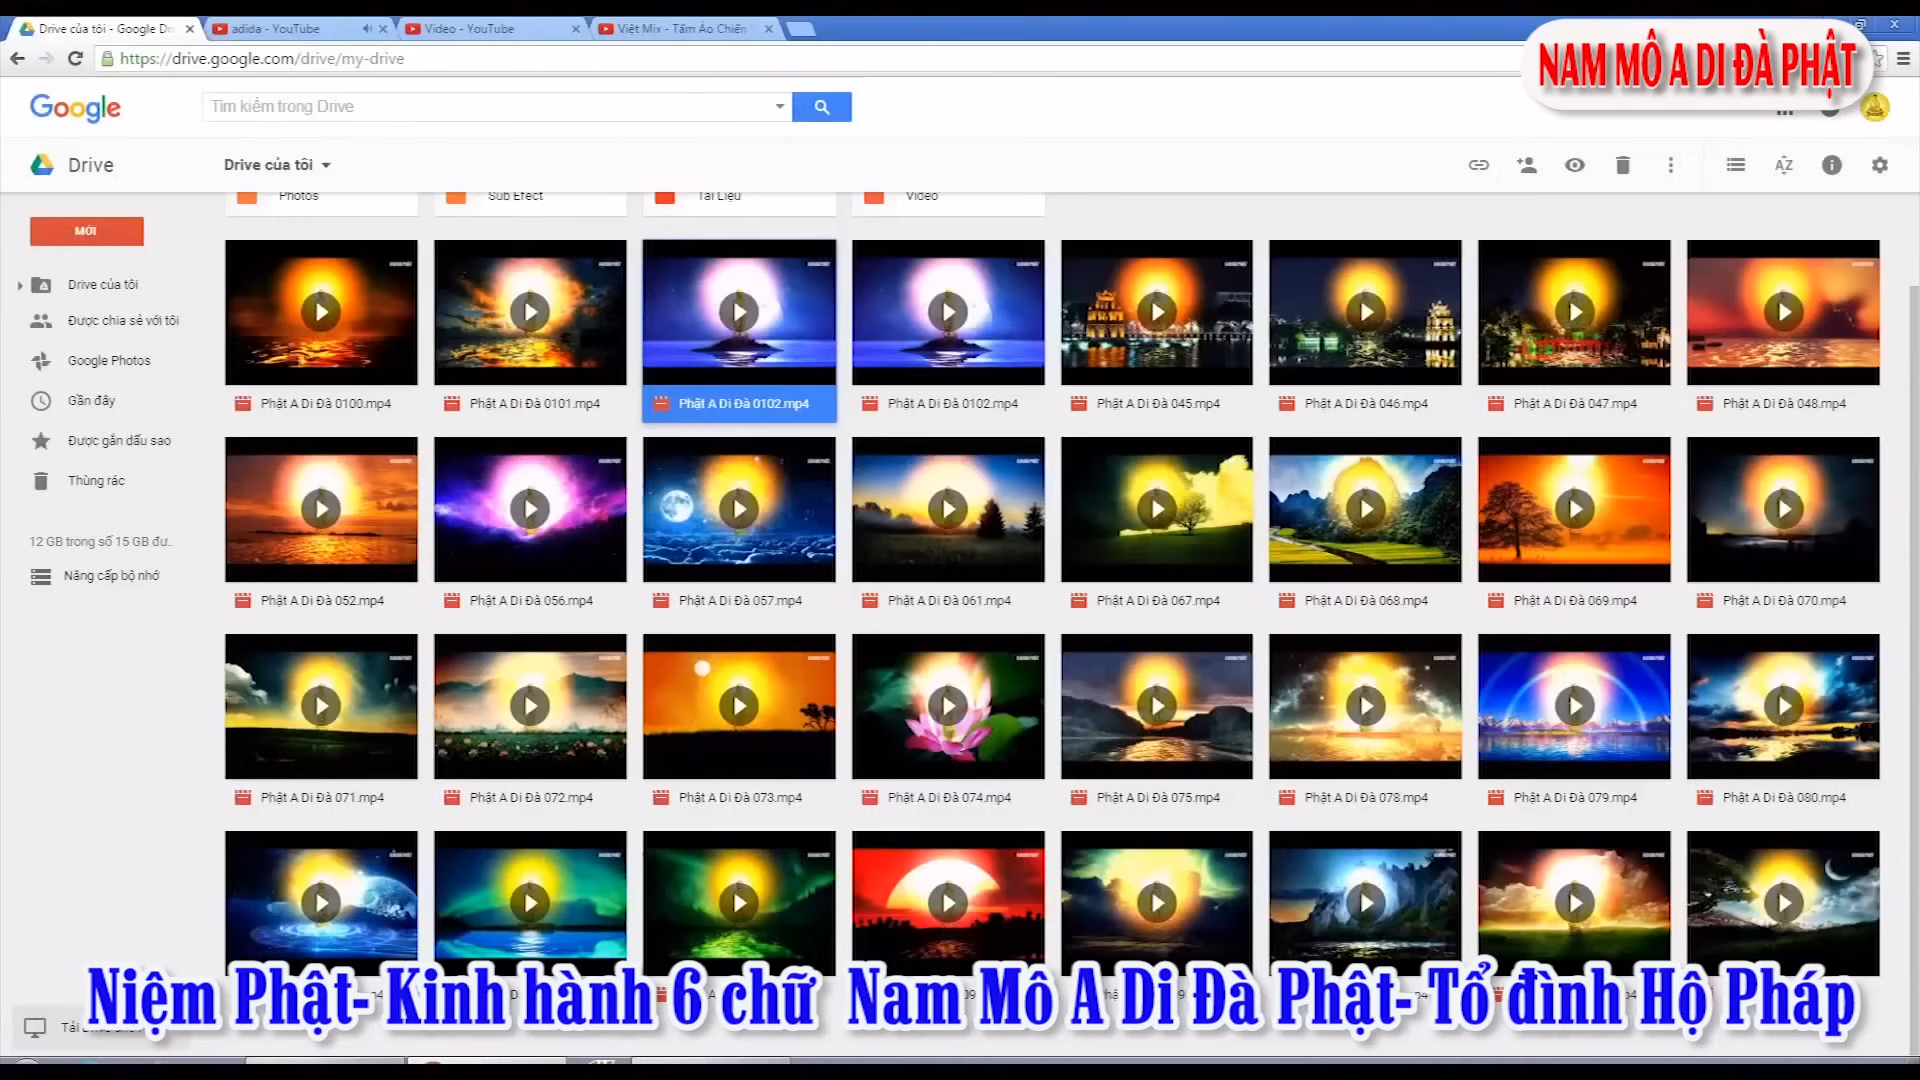 Drive của tôi - Google Dr
adida - YouTube
Video - YouTube
Việt Mix - Tấm Áo Chiến
https://drive.google.com/drive/my-drive
NAM MÔ A DI ĐÀ PHẬT
Google
Tìm kiếm trong Drive
Drive
Drive của tôi
AZ
Photos
Sub Efect
Tài Liệu
Video
MỚI
Drive của tôi
Được chia sẻ với tôi
Google Photos
Gần đây
Được gắn dấu sao
Thùng rác
12 GB trong số 15 GB đư...
Nâng cấp bộ nhớ
Phật A Di Đà 0100.mp4
Phật A Di Đà 0101.mp4
Phật A Di Đà 0102.mp4
Phật A Di Đà 0102.mp4
Phật A Di Đà 045.mp4
Phật A Di Đà 046.mp4
Phật A Di Đà 047.mp4
Phật A Di Đà 048.mp4
Phật A Di Đà 052.mp4
Phật A Di Đà 056.mp4
Phật A Di Đà 057.mp4
Phật A Di Đà 061.mp4
Phật A Di Đà 067.mp4
Phật A Di Đà 068.mp4
Phật A Di Đà 069.mp4
Phật A Di Đà 070.mp4
Phật A Di Đà 071.mp4
Phật A Di Đà 072.mp4
Phật A Di Đà 073.mp4
Phật A Di Đà 074.mp4
Phật A Di Đà 075.mp4
Phật A Di Đà 078.mp4
Phật A Di Đà 079.mp4
Phật A Di Đà 080.mp4
Niệm Phật- Kinh hành 6 chữ Nam Mô A Di Đà Phật- Tổ đình Hộ Pháp